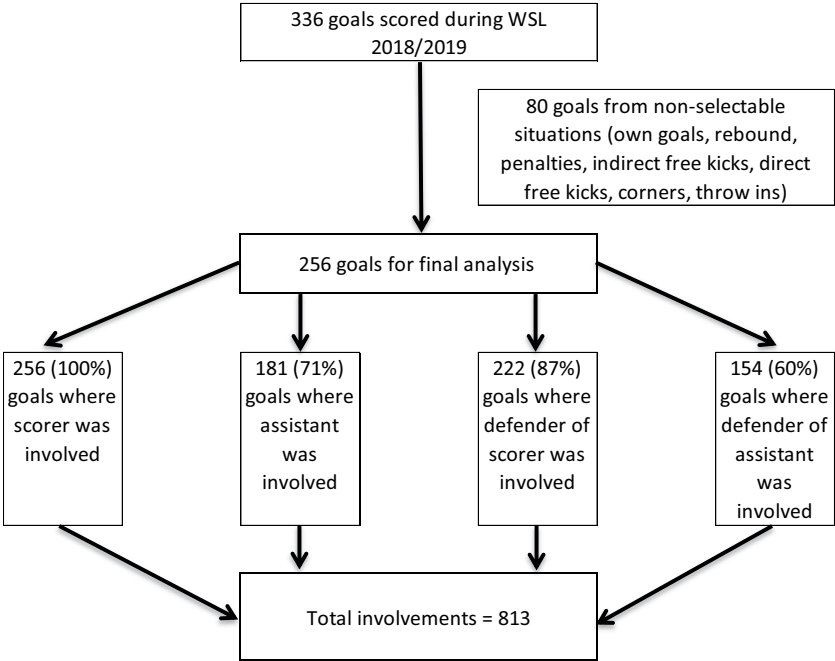 336 goals scored during WSL
2018/2019
80 goals from non-selectable
situations (own goals, rebound,
penalties, indirect free kicks, direct
free kicks, corners, throw ins)
256 goals for final analysis
256 (100%)
goals where
scorer was
involved
181 (71%)
goals where
assistant
was
involved
222 (87%)
goals where
defender of
scorer was
involved
154 (60%)
goals where
defender of
assistant
was
involved
Total involvements = 813